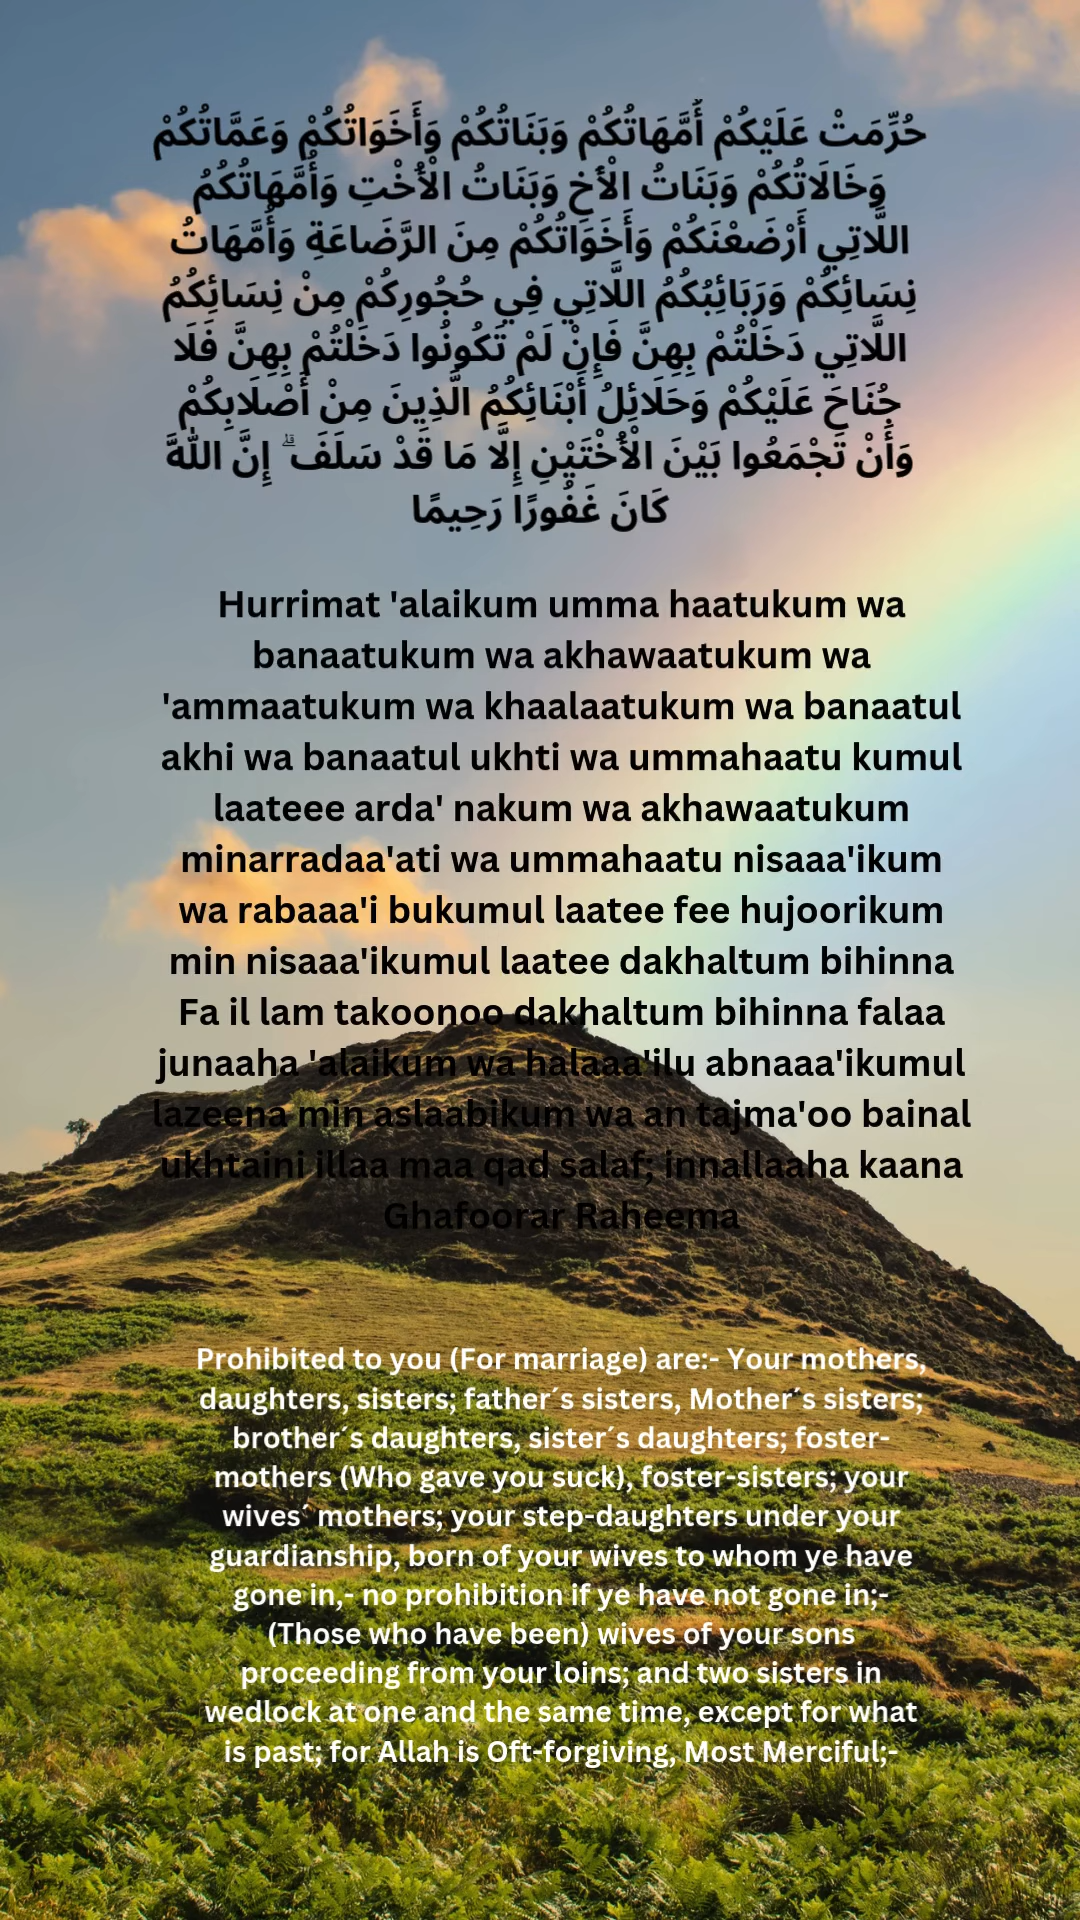 حُرِّمَتْ عَلَيْكُمْ أُمَّهَاتُكُمْ وَبَنَاتُكُمْ وَأَخَوَاتُكُمْ وَعَمَّاتُكُمْ
وَخَالَاتُكُمْ وَبَنَاتُ الْأَخِ وَبَنَاتُ الْأُخْتِ وَأُمَّهَاتُكُمُ
اللَّاتِي أَرْضَعْنَكُمْ وَأَخَوَاتُكُمْ مِنَ الرَّضَاعَةِ وَأُمَّهَاتُ
نِسَائِكُمْ وَرَبَائِبُكُمُ اللَّاتِي فِي حُجُورِكُمْ مِنْ نِسَائِكُمُ
اللَّاتِي دَخَلْتُمْ بِهِنَّ فَإِنْ لَمْ تَكُونُوا دَخَلْتُمْ بِهِنَّ فَلَا
جُنَاحَ عَلَيْكُمْ وَحَلَائِلُ أَبْنَائِكُمُ الَّذِينَ مِنْ أَصْلَابِكُمْ
وَأَنْ تَجْمَعُوا بَيْنَ الْأُخْتَيْنِ إِلَّا مَا قَدْ سَلَفَ ۗ إِنَّ اللَّهَ
كَانَ غَفُورًا رَحِيمًا
Hurrimat 'alaikum umma haatukum wa
banaatukum wa akhawaatukum wa
'ammaatukum wa khaalaatukum wa banaatul
akhi wa banaatul ukhti wa ummahaatu kumul
laateee arda' nakum wa akhawaatukum
minarradaa'ati wa ummahaatu nisaaa'ikum
wa rabaaa'i bukumul laatee fee hujoorikum
min nisaaa'ikumul laatee dakhaltum bihinna
Fa il lam takoonoo dakhaltum bihinna falaa
junaaha 'alaikum wa halaaa'ilu abnaaa'ikumul
lazeena min aslaabikum wa an tajma'oo bainal
ukhtaini illaa maa qad salaf; innallaaha kaana
Ghafoorar Raheema
Prohibited to you (For marriage) are:- Your mothers,
daughters, sisters; father´s sisters, Mother´s sisters;
brother´s daughters, sister´s daughters; foster-
mothers (Who gave you suck), foster-sisters; your
wives´ mothers; your step-daughters under your
guardianship, born of your wives to whom ye have
gone in,- no prohibition if ye have not gone in;-
(Those who have been) wives of your sons
proceeding from your loins; and two sisters in
wedlock at one and the same time, except for what
is past; for Allah is Oft-forgiving, Most Merciful;-